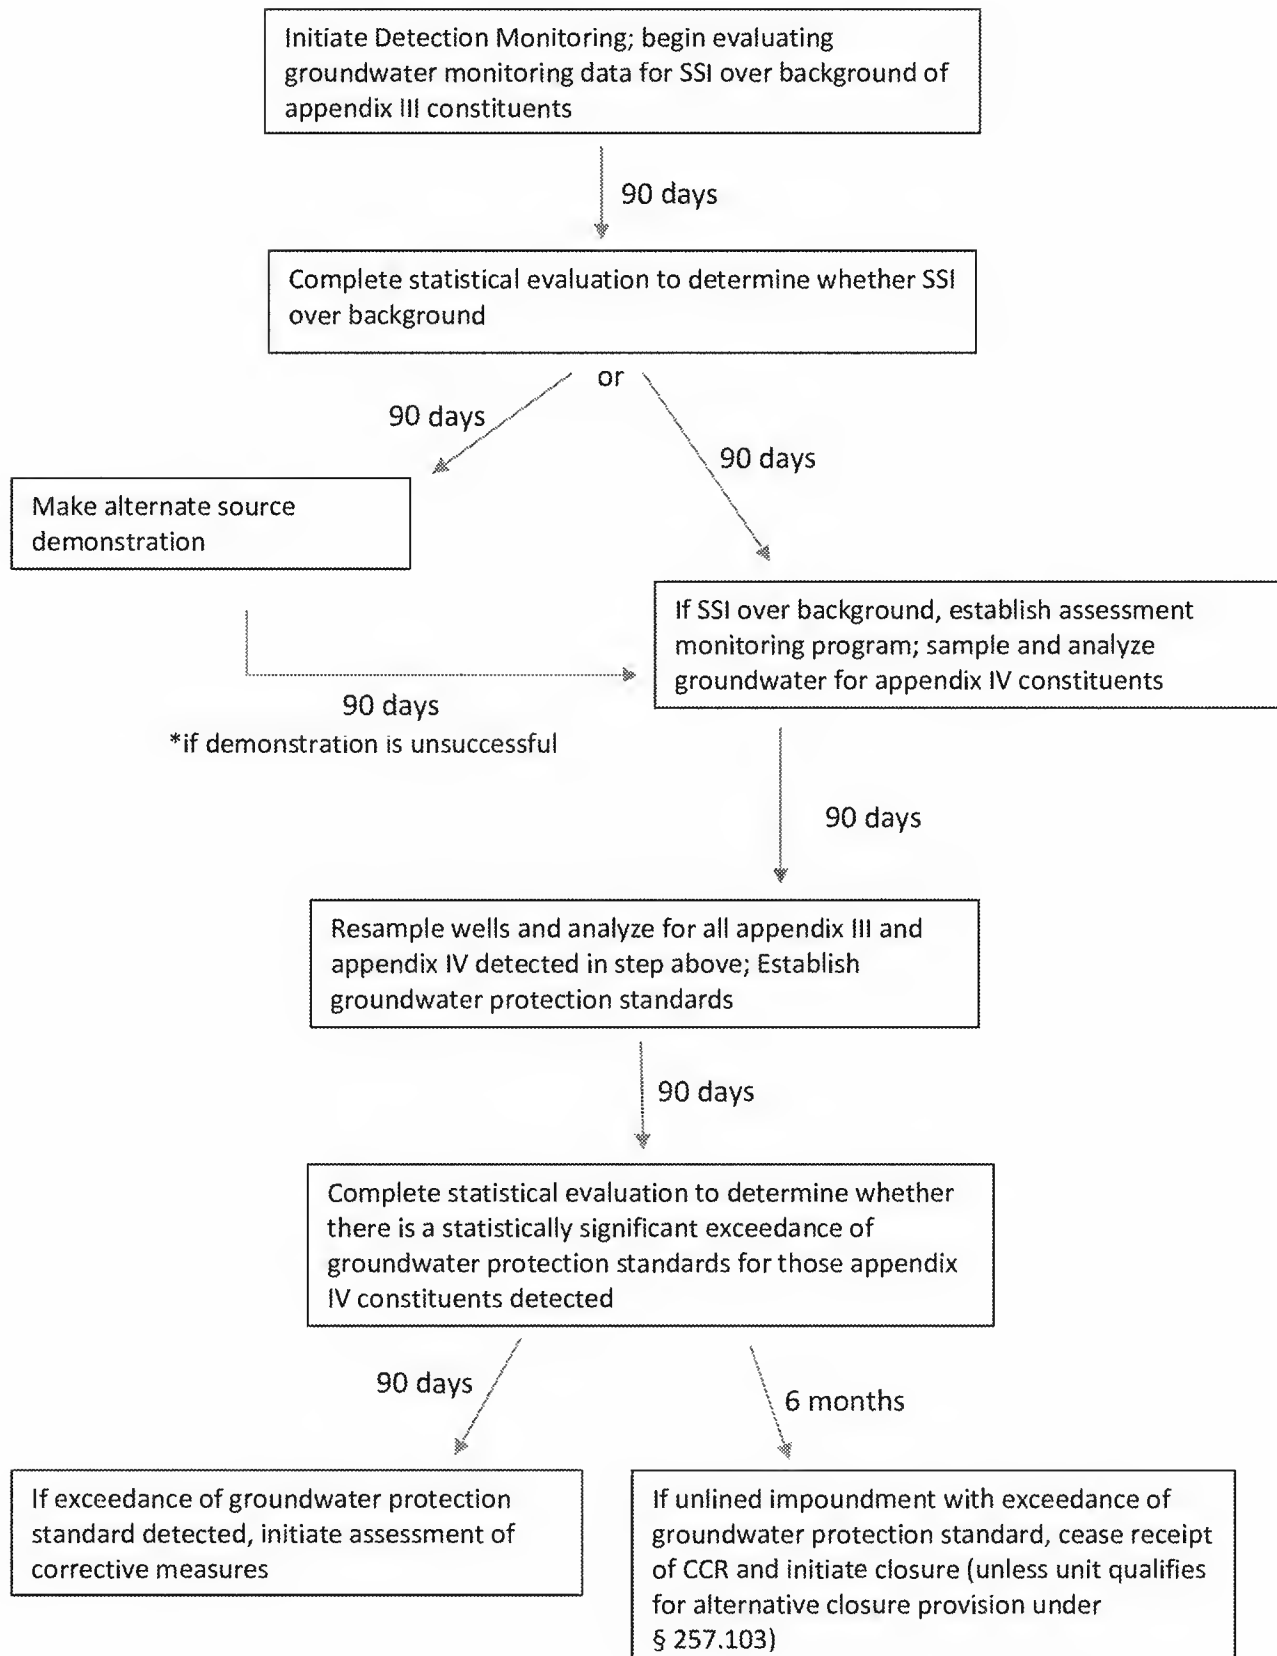 Initiate Detection Monitoring; begin evaluating
groundwater monitoring data for SSI over background of
appendix III constituents
90 days
Complete statistical evaluation to determine whether SSI
over background
or
90 days
90 days
Make alternate source
demonstration
If SSI over background, establish assessment
monitoring program; sample and analyze
groundwater for appendix IV constituents
90 days
*if demonstration is unsuccessful
90 days
Resample wells and analyze for all appendix III and
appendix IV detected in step above; Establish
groundwater protection standards
90 days
Complete statistical evaluation to determine whether
there is a statistically significant exceedance of
groundwater protection standards for those appendix
IV constituents detected
90 days
6 months
If exceedance of groundwater protection
standard detected, initiate assessment of
corrective measures
If unlined impoundment with exceedance of
groundwater protection standard, cease receipt
of CCR and initiate closure (unless unit qualifies
for alternative closure provision under
§ 257.103)